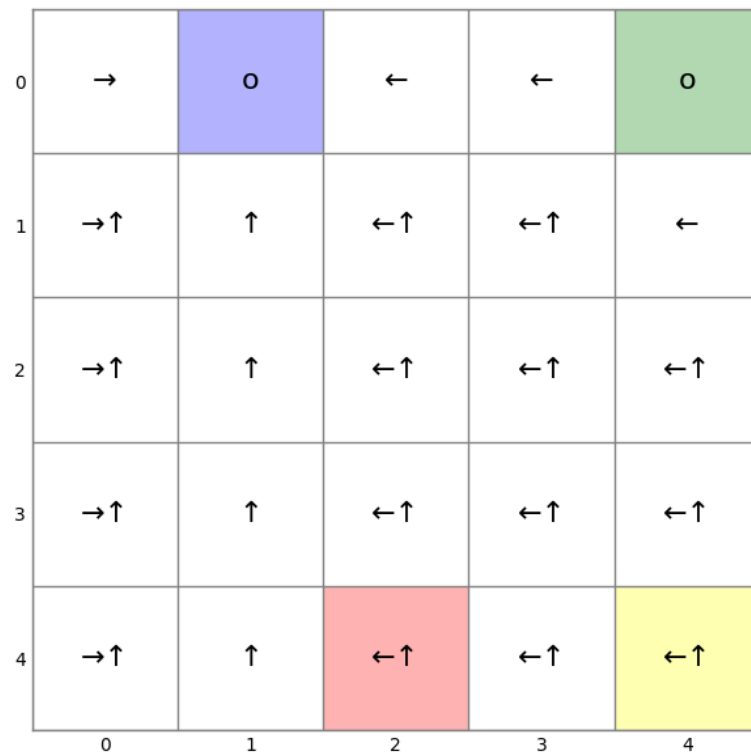 0 → o ← ← o
1 →↑ ↑ ←↑ ←↑ ←
2 →↑ ↑ ←↑ ←↑ ←↑
3 →↑ ↑ ←↑ ←↑ ←↑
4 →↑ ↑ ←↑ ←↑ ←↑
0 1 2 3 4